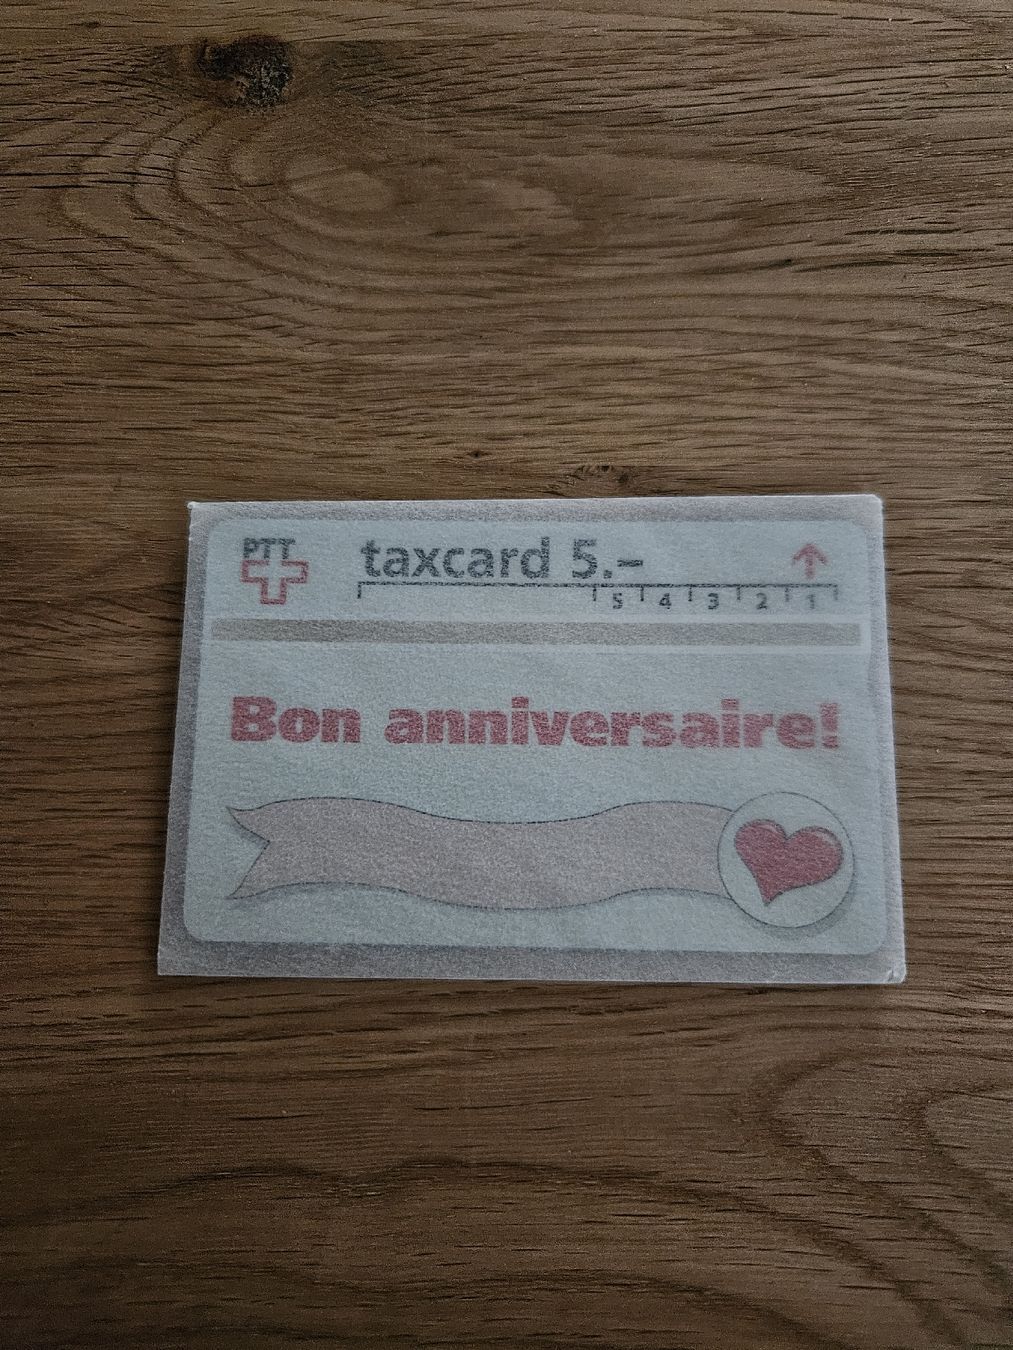 PTT
taxcard 5.–
5 4 3 2 1
Bon anniversaire!